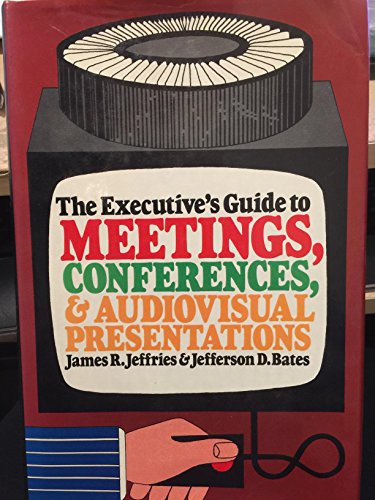 The Executive's Guide to
MEETINGS,
CONFERENCES,
& AUDIOVISUAL
PRESENTATIONS
James R. Jeffries & Jefferson D. Bates